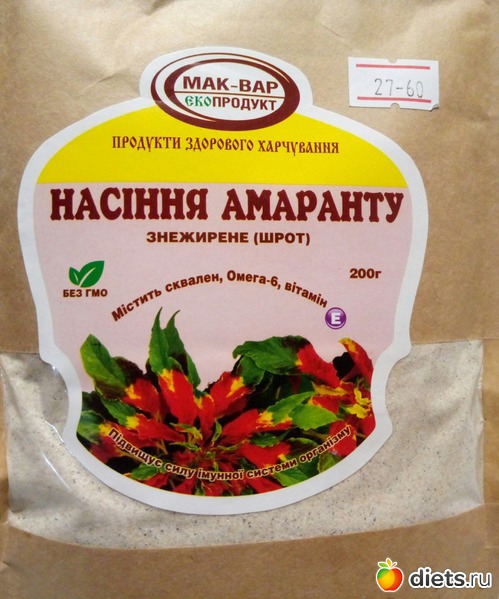 МАК-ВАР
ЕКОПРОДУКТ
27-60
ПРОДУКТИ ЗДОРОВОГО ХАРЧУВАННЯ
НАСІННЯ АМАРАНТУ
ЗНЕЖИРЕНЕ (ШРОТ)
БЕЗ ГМО
200г
Містить сквален, Омега-6, вітамін
E
Підвищує силу імунної системи організму
diets.ru